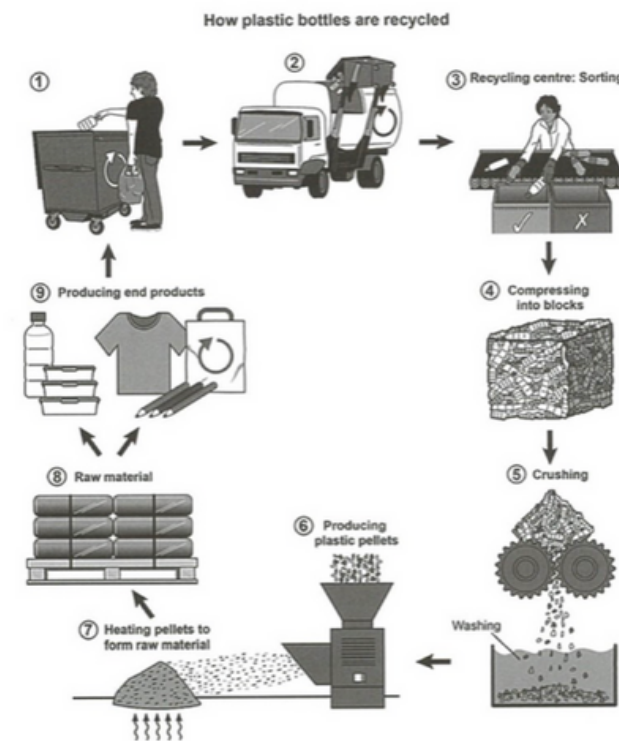 How plastic bottles are recycled
①
②
③ Recycling centre: Sorting
④ Compressing
into blocks
⑤ Crushing
Washing
⑥ Producing
plastic pellets
⑦ Heating pellets to
form raw material
⑧ Raw material
⑨ Producing end products